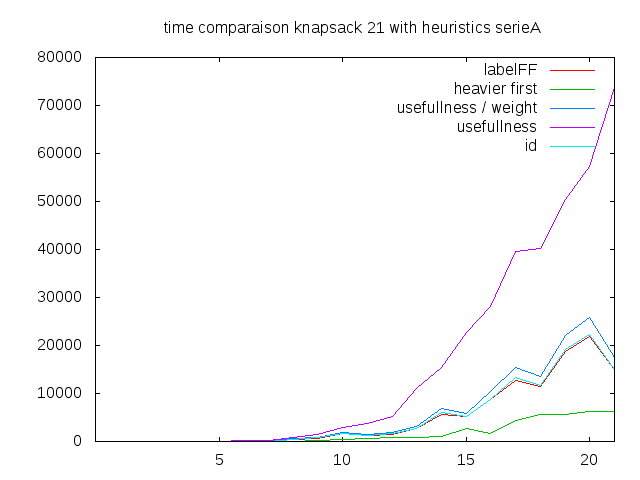 time comparaison knapsack 21 with heuristics serieA
80000
70000
60000
50000
40000
30000
20000
10000
0
labelFF
heavier first
usefullness / weight
usefullness
id
5 10 15 20